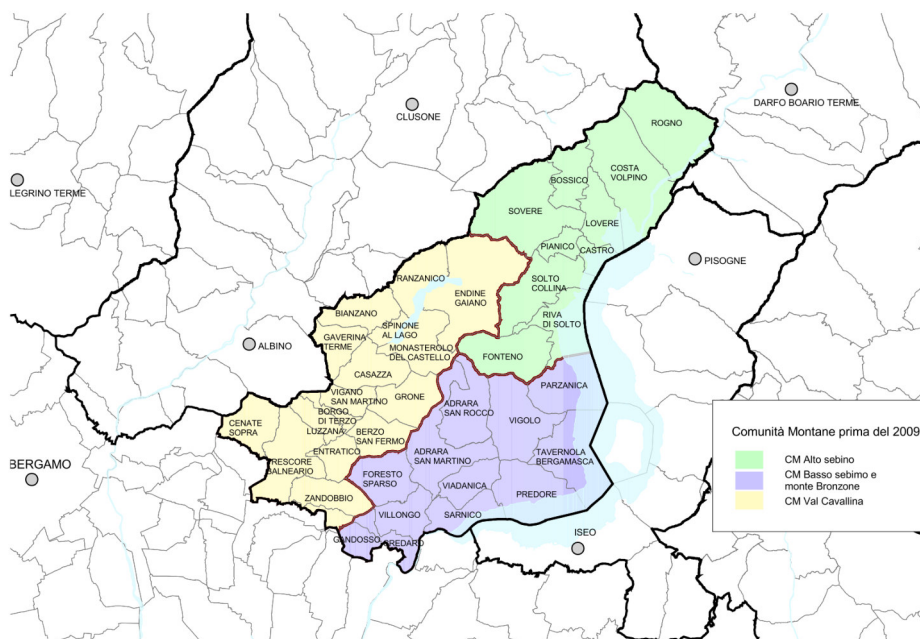 CLUSONE
DARFO BOARIO TERME
ROGNO
LLEGRINO TERME
COSTA
VOLPINO
BOSSICO
SOVERE
LOVERE
PIANICO
CASTRO
PISOGNE
RANZANICO
ENDINE
GAIANO
SOLTO
COLLINA
BIANZANO
SPINONE
AL LAGO
RIVA
DI SOLTO
GAVERINA
TERME
ALBINO
MONASTEROLO
DEL CASTELLO
FONTENO
CASAZZA
PARZANICA
VIGANO
SAN MARTINO
GRONE
ADRARA
SAN ROCCO
BORGO
DI TERZO
VIGOLO
CENATE
SOPRA
LUZZANA
BERZO
SAN FERMO
ENTRATICO
ADRARA
SAN MARTINO
TAVERNOLA
BERGAMASCA
BERGAMO
TRESCORE
BALNEARIO
FORESTO
SPARSO
VIADANICA
PREDORE
ZANDOBBIO
VILLONGO
SARNICO
GANDOSSO
CREDARO
ISEO
Comunità Montane prima del 2009
CM Alto sebino
CM Basso sebimo e
monte Bronzone
CM Val Cavallina